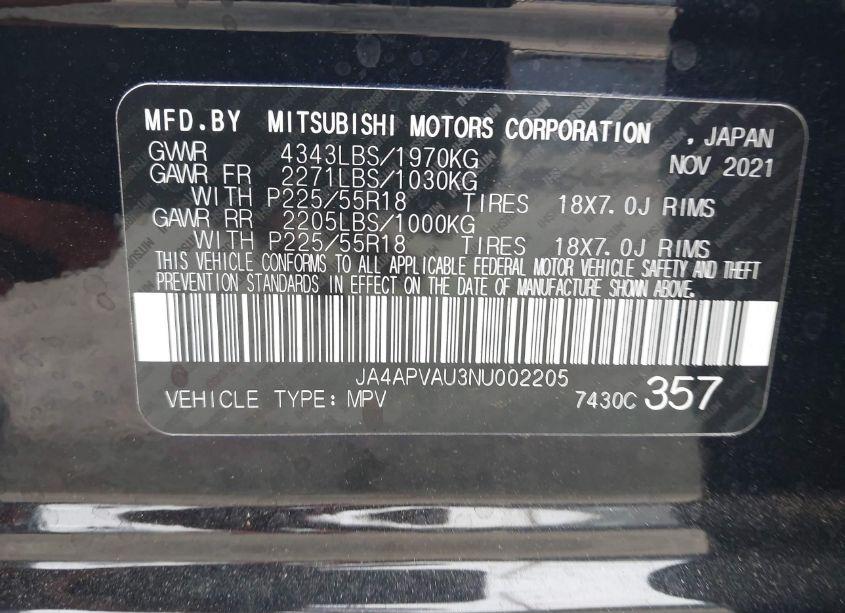 MFD.BY MITSUBISHI MOTORS CORPORATION , JAPAN
GVWR 4343LBS/1970KG NOV 2021
GAWR FR 2271LBS/1030KG
WITH P225/55R18 TIRES 18X7.0J RIMS
GAWR RR 2205LBS/1000KG
WITH P225/55R18 TIRES 18X7.0J RIMS
THIS VEHICLE CONFORMS TO ALL APPLICABLE FEDERAL MOTOR VEHICLE SAFETY AND THEFT
PREVENTION STANDARDS IN EFFECT ON THE DATE OF MANUFACTURE SHOWN ABOVE.
JA4APVAU3NU002205
VEHICLE TYPE: MPV 7430C 357